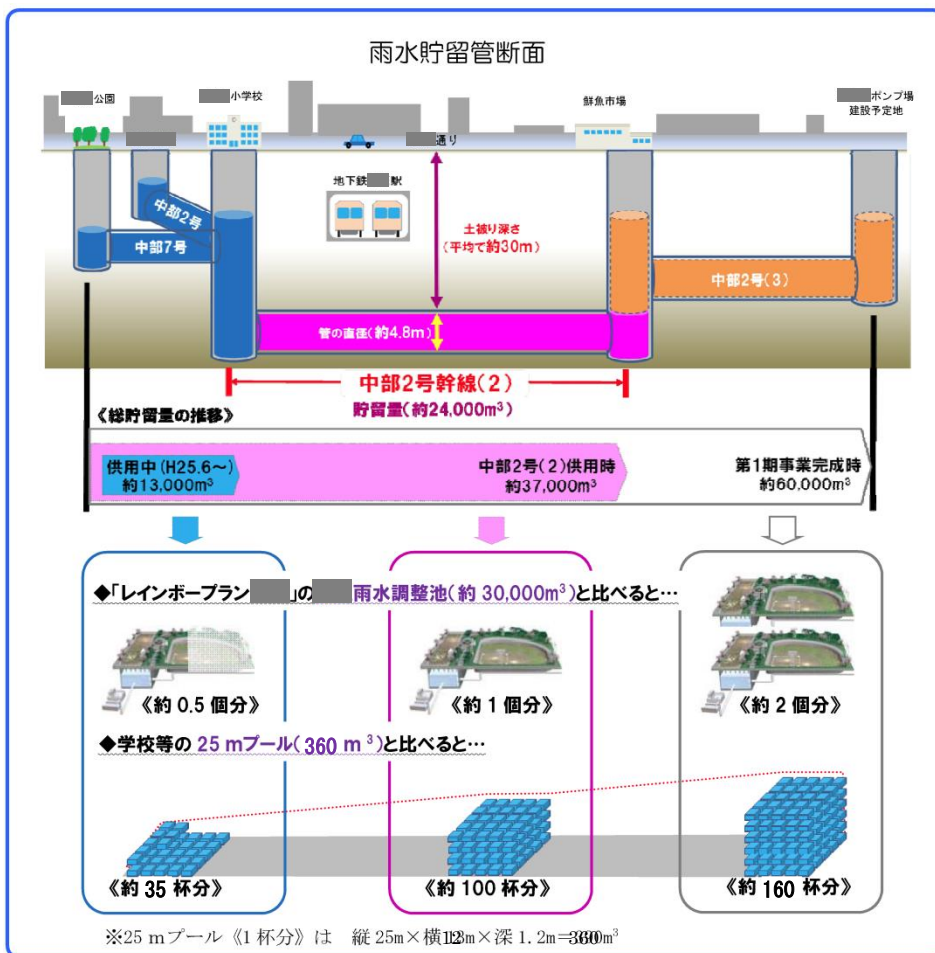 雨水貯留管断面
公園
小学校
鮮魚市場
ポンプ場
建設予定地
通り
地下鉄 駅
土被り深さ
(平均で約30m)
中部2号
中部7号
中部2号(3)
管の直径(約4.8m)
中部2号幹線(2)
貯留量(約24,000m³)
《総貯留量の推移》
供用中(H25.6~)
約13,000m³
中部2号(2)供用時
約37,000m³
第1期事業完成時
約60,000m³
◆「レインボープラン 」の 雨水調整池(約 30,000m³)と比べると…
《約 0.5 個分》
《約 1 個分》
《約 2 個分》
◆学校等の 25 mプール(360 m³)と比べると…
《約 35 杯分》
《約 100 杯分》
《約 160 杯分》
※25 mプール《1 杯分》は 縦 25m×横 m×深 1.2m= m³